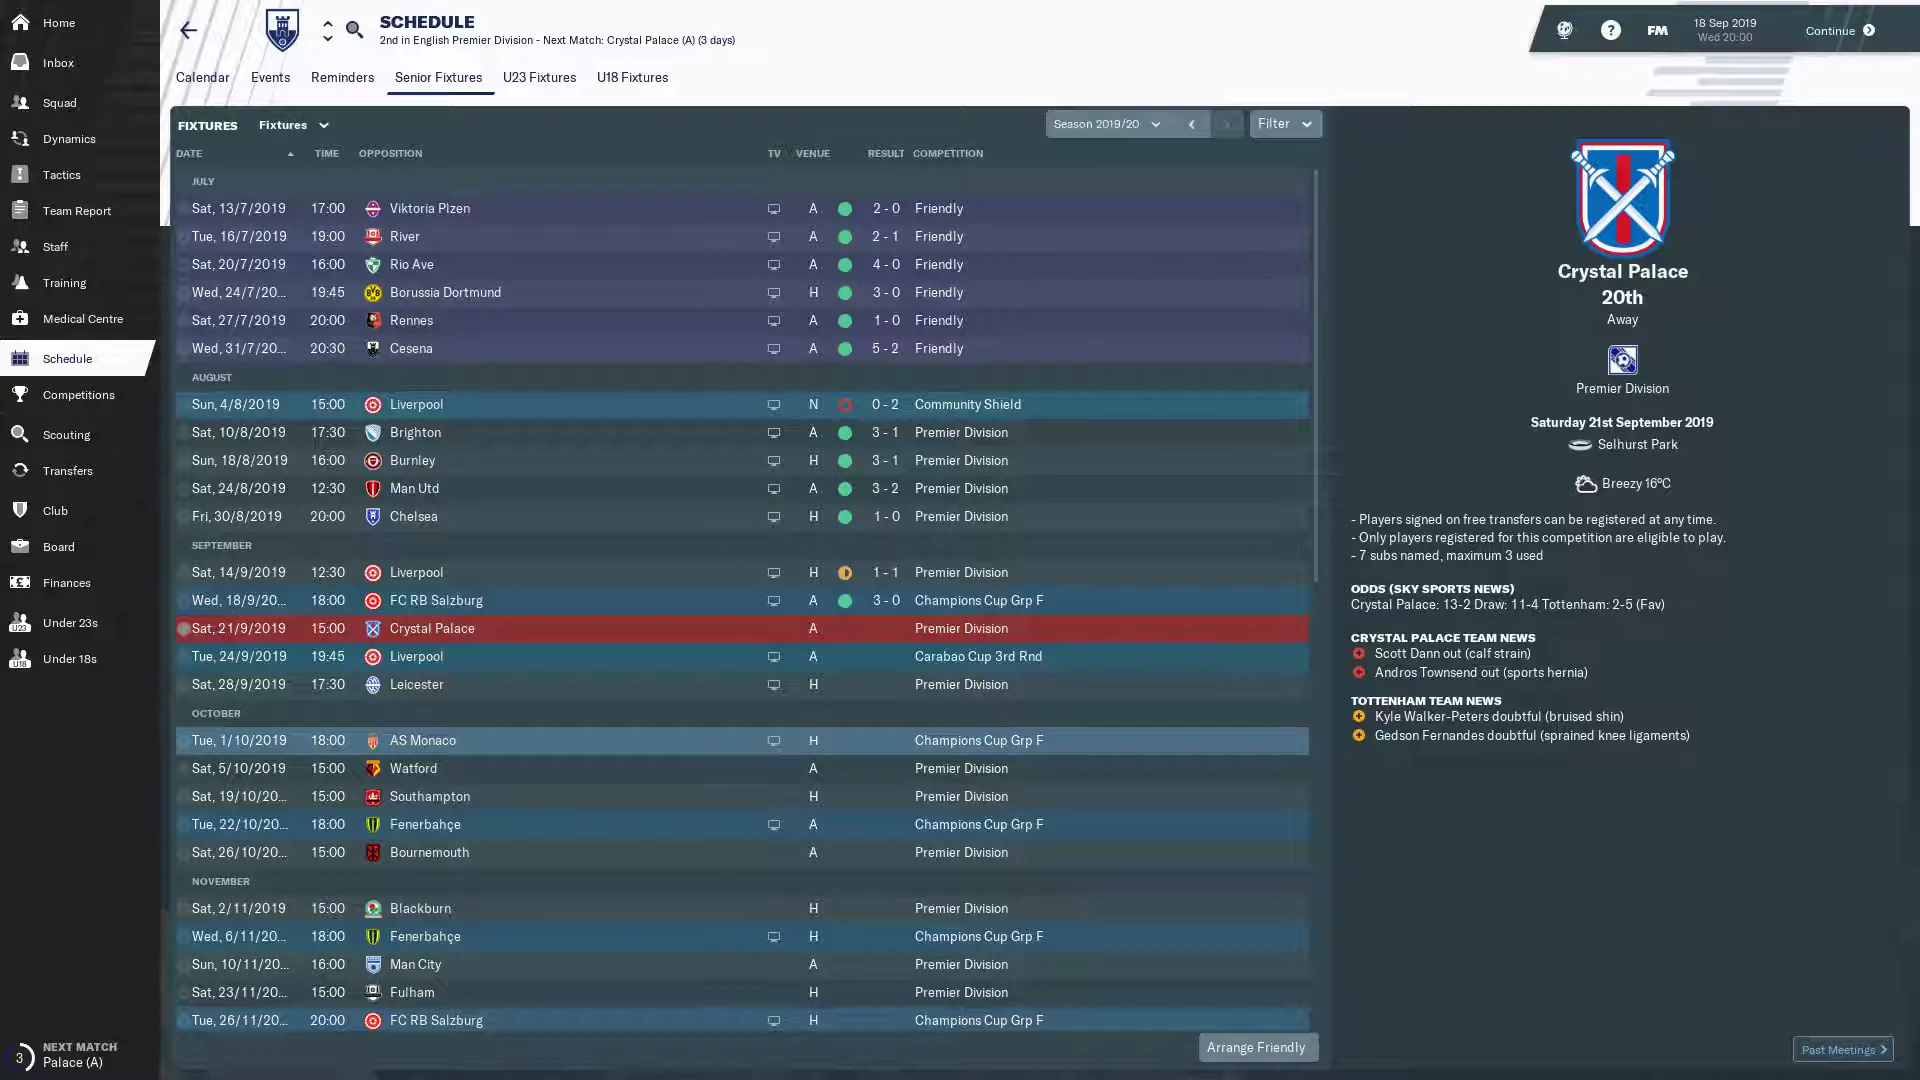 Home
Inbox
Squad
Dynamics
Tactics
Team Report
Staff
Training
Medical Centre
Schedule
Competitions
Scouting
Transfers
Club
Board
Finances
U23 Under 23s
U18 Under 18s
3 NEXT MATCH
Palace (A)
SCHEDULE
2nd in English Premier Division - Next Match: Crystal Palace (A) (3 days)
? FM 18 Sep 2019 Continue
Wed 20:00
Calendar Events Reminders Senior Fixtures U23 Fixtures U18 Fixtures
FIXTURES Fixtures Season 2019/20 Filter
DATE TIME OPPOSITION TV VENUE RESULT COMPETITION
JULY
Sat, 13/7/2019 17:00 Viktoria Plzen A 2 - 0 Friendly
Tue, 16/7/2019 19:00 River A 2 - 1 Friendly
Sat, 20/7/2019 16:00 Rio Ave A 4 - 0 Friendly
Wed, 24/7/20... 19:45 Borussia Dortmund H 3 - 0 Friendly
Sat, 27/7/2019 20:00 Rennes A 1 - 0 Friendly
Wed, 31/7/20... 20:30 Cesena A 5 - 2 Friendly
AUGUST
Sun, 4/8/2019 15:00 Liverpool N 0 - 2 Community Shield
Sat, 10/8/2019 17:30 Brighton A 3 - 1 Premier Division
Sun, 18/8/2019 16:00 Burnley H 3 - 1 Premier Division
Sat, 24/8/2019 12:30 Man Utd A 3 - 2 Premier Division
Fri, 30/8/2019 20:00 Chelsea H 1 - 0 Premier Division
SEPTEMBER
Sat, 14/9/2019 12:30 Liverpool H 1 - 1 Premier Division
Wed, 18/9/20... 18:00 FC RB Salzburg A 3 - 0 Champions Cup Grp F
Sat, 21/9/2019 15:00 Crystal Palace A Premier Division
Tue, 24/9/2019 19:45 Liverpool A Carabao Cup 3rd Rnd
Sat, 28/9/2019 17:30 Leicester H Premier Division
OCTOBER
Tue, 1/10/2019 18:00 AS Monaco H Champions Cup Grp F
Sat, 5/10/2019 15:00 Watford A Premier Division
Sat, 19/10/20... 15:00 Southampton H Premier Division
Tue, 22/10/20... 18:00 Fenerbahçe A Champions Cup Grp F
Sat, 26/10/20... 15:00 Bournemouth A Premier Division
NOVEMBER
Sat, 2/11/2019 15:00 Blackburn H Premier Division
Wed, 6/11/20... 18:00 Fenerbahçe H Champions Cup Grp F
Sun, 10/11/20... 16:00 Man City A Premier Division
Sat, 23/11/20... 15:00 Fulham H Premier Division
Tue, 26/11/20... 20:00 FC RB Salzburg H Champions Cup Grp F
Arrange Friendly
Crystal Palace
20th
Away
Premier Division
Saturday 21st September 2019
Selhurst Park
Breezy 16°C
- Players signed on free transfers can be registered at any time.
- Only players registered for this competition are eligible to play.
- 7 subs named, maximum 3 used
ODDS (SKY SPORTS NEWS)
Crystal Palace: 13-2 Draw: 11-4 Tottenham: 2-5 (Fav)
CRYSTAL PALACE TEAM NEWS
Scott Dann out (calf strain)
Andros Townsend out (sports hernia)
TOTTENHAM TEAM NEWS
Kyle Walker-Peters doubtful (bruised shin)
Gedson Fernandes doubtful (sprained knee ligaments)
Past Meetings